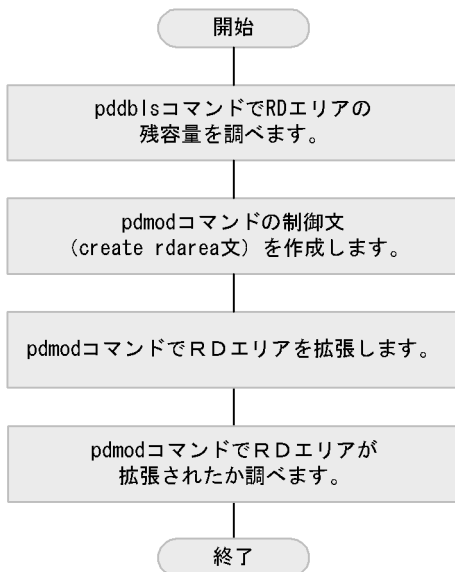 開始
pddblsコマンドでRDエリアの
残容量を調べます。
pdmodコマンドの制御文
(create rdarea文)を作成します。
pdmodコマンドでＲＤエリアを拡張します。
pdmodコマンドでＲＤエリアが
拡張されたか調べます。
終了